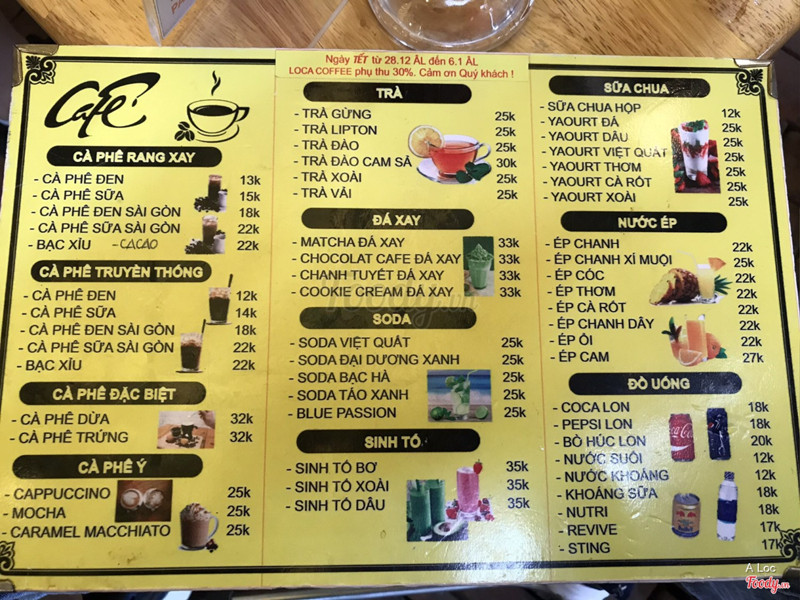 Café
CÀ PHÊ RANG XAY
- CÀ PHÊ ĐEN 13k
- CÀ PHÊ SỮA 15k
- CÀ PHÊ ĐEN SÀI GÒN 18k
- CÀ PHÊ SỮA SÀI GÒN 22k
- BẠC XỈU - CACAO 22k
CÀ PHÊ TRUYỀN THỐNG
- CÀ PHÊ ĐEN 12k
- CÀ PHÊ SỮA 14k
- CÀ PHÊ ĐEN SÀI GÒN 18k
- CÀ PHÊ SỮA SÀI GÒN 22k
- BẠC XỈU 22k
CÀ PHÊ ĐẶC BIỆT
- CÀ PHÊ DỪA 32k
- CÀ PHÊ TRỨNG 32k
CÀ PHÊ Ý
- CAPPUCCINO 25k
- MOCHA 25k
- CARAMEL MACCHIATO 25k
Ngày TẾT từ 28.12 ÂL đến 6.1 ÂL
LOCA COFFEE phụ thu 30%. Cảm ơn Quý khách !
TRÀ
- TRÀ GỪNG 25k
- TRÀ LIPTON 25k
- TRÀ ĐÀO 25k
- TRÀ ĐÀO CAM SẢ 30k
- TRÀ XOÀI 25k
- TRÀ VẢI 25k
ĐÁ XAY
- MATCHA ĐÁ XAY 33k
- CHOCOLAT CAFE ĐÁ XAY 33k
- CHANH TUYẾT ĐÁ XAY 33k
- COOKIE CREAM ĐÁ XAY 33k
SODA
- SODA VIỆT QUẤT 25k
- SODA ĐẠI DƯƠNG XANH 25k
- SODA BẠC HÀ 25k
- SODA TÁO XANH 25k
- BLUE PASSION 25k
SINH TỐ
- SINH TỐ BƠ 35k
- SINH TỐ XOÀI 35k
- SINH TỐ DÂU 35k
SỮA CHUA
- SỮA CHUA HỘP 12k
- YAOURT ĐÁ 25k
- YAOURT DÂU 25k
- YAOURT VIỆT QUẤT 25k
- YAOURT THƠM 25k
- YAOURT CÀ RỐT 25k
- YAOURT XOÀI 25k
NƯỚC ÉP
- ÉP CHANH 22k
- ÉP CHANH XÍ MUỘI 25k
- ÉP CÓC 22k
- ÉP THƠM 22k
- ÉP CÀ RỐT 22k
- ÉP CHANH DÂY 22k
- ÉP ỔI 22k
- ÉP CAM 27k
ĐỒ UỐNG
- COCA LON 18k
- PEPSI LON 18k
- BÒ HÚC LON 20k
- NƯỚC SUỐI 12k
- NƯỚC KHOÁNG 12k
- KHOÁNG SỮA 18k
- NUTRI 18k
- REVIVE 17k
- STING 17k
A Loc
Foody.vn